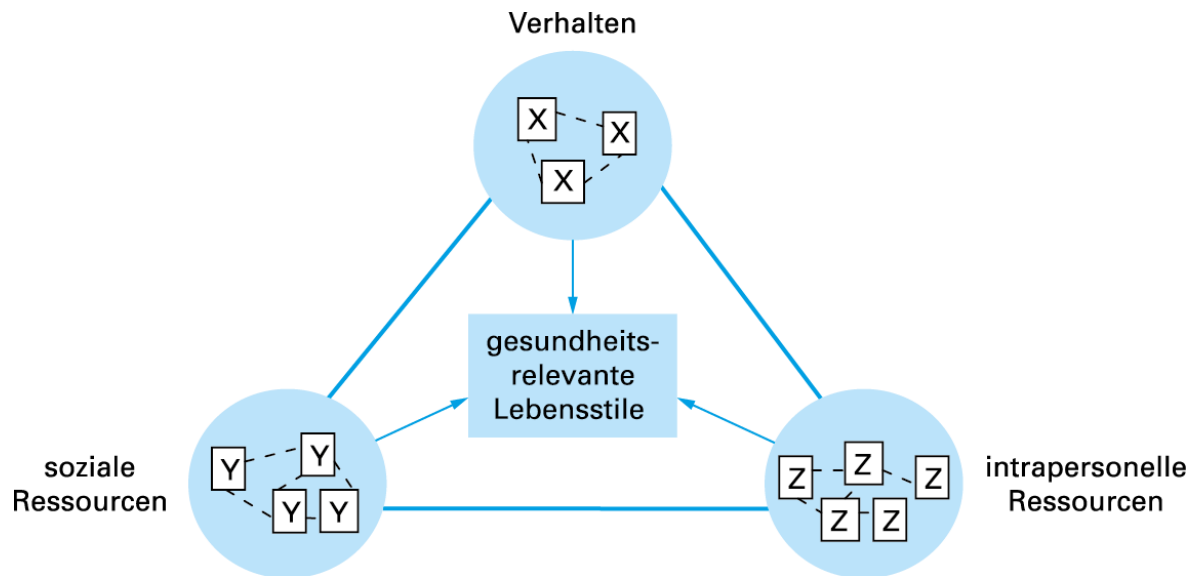 Verhalten
X
X
X
gesundheits-
relevante
Lebensstile
soziale
Ressourcen
Y
Y
Y
Y
Z
Z
Z
Z
Z
intrapersonelle
Ressourcen